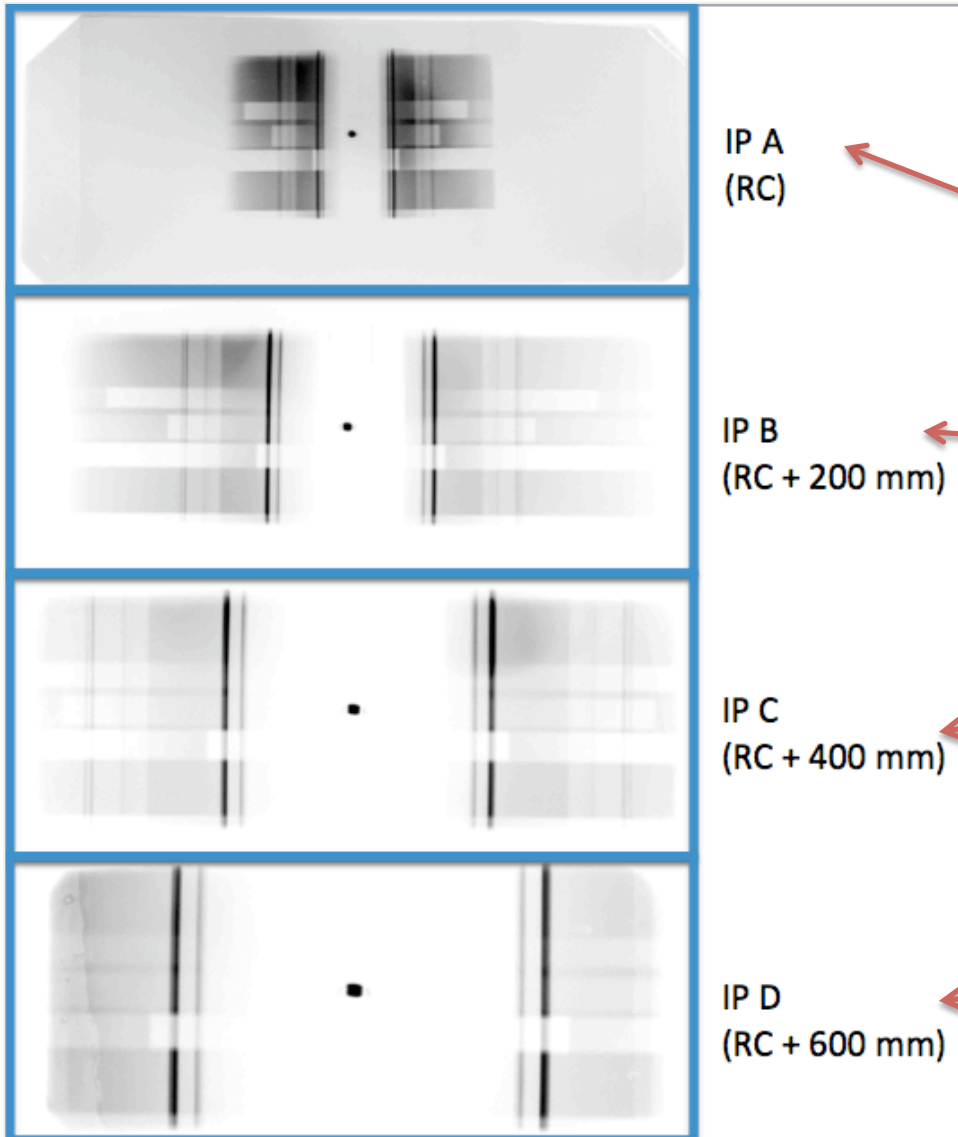 IP A
(RC)
IP B
(RC + 200 mm)
IP C
(RC + 400 mm)
IP D
(RC + 600 mm)